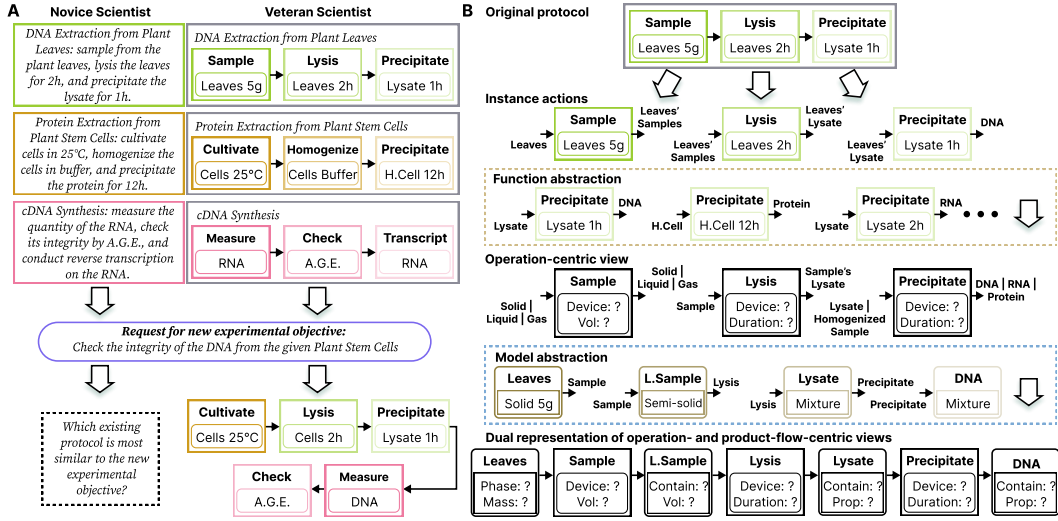 A
Novice Scientist
Veteran Scientist
DNA Extraction from Plant
Leaves: sample from the
plant leaves, lysis the leaves
for 2h, and precipitate the
lysate for 1h.
DNA Extraction from Plant Leaves
Sample
Leaves 5g
Lysis
Leaves 2h
Precipitate
Lysate 1h
Protein Extraction from
Plant Stem Cells: cultivate
cells in 25°C, homogenize the
cells in buffer, and precipitate
the protein for 12h.
Protein Extraction from Plant Stem Cells
Cultivate
Cells 25°C
Homogenize
Cells Buffer
Precipitate
H.Cell 12h
cDNA Synthesis: measure the
quantity of the RNA, check
its integrity by A.G.E., and
conduct reverse transcription
on the RNA.
cDNA Synthesis
Measure
RNA
Check
A.G.E.
Transcript
RNA
Request for new experimental objective:
Check the integrity of the DNA from the given Plant Stem Cells
Which existing
protocol is most
similar to the new
experimental
objective?
Cultivate
Cells 25°C
Lysis
Cells 2h
Precipitate
Lysate 1h
Check
A.G.E.
Measure
DNA
B
Original protocol
Sample
Leaves 5g
Lysis
Leaves 2h
Precipitate
Lysate 1h
Instance actions
Leaves
Sample
Leaves 5g
Leaves'
Samples
Leaves'
Samples
Lysis
Leaves 2h
Leaves'
Lysate
Leaves'
Lysate
Precipitate
Lysate 1h
DNA
Function abstraction
Lysate
Precipitate
Lysate 1h
DNA
H.Cell
Precipitate
H.Cell 12h
Protein
Lysate
Precipitate
Lysate 2h
RNA
Operation-centric view
Solid |
Liquid | Gas
Sample
Device: ?
Vol: ?
Solid |
Liquid | Gas
Sample
Lysis
Device: ?
Duration: ?
Sample's
Lysate
Lysate |
Homogenized
Sample
Precipitate
Device: ?
Duration: ?
DNA | RNA |
Protein
Model abstraction
Leaves
Solid 5g
Sample
Sample
L.Sample
Semi-solid
Lysis
Lysis
Lysate
Mixture
Precipitate
Precipitate
DNA
Mixture
Dual representation of operation- and product-flow-centric views
Leaves
Phase: ?
Mass: ?
Sample
Device: ?
Vol: ?
L.Sample
Contain: ?
Vol: ?
Lysis
Device: ?
Duration: ?
Lysate
Contain: ?
Prop: ?
Precipitate
Device: ?
Duration: ?
DNA
Contain: ?
Prop: ?